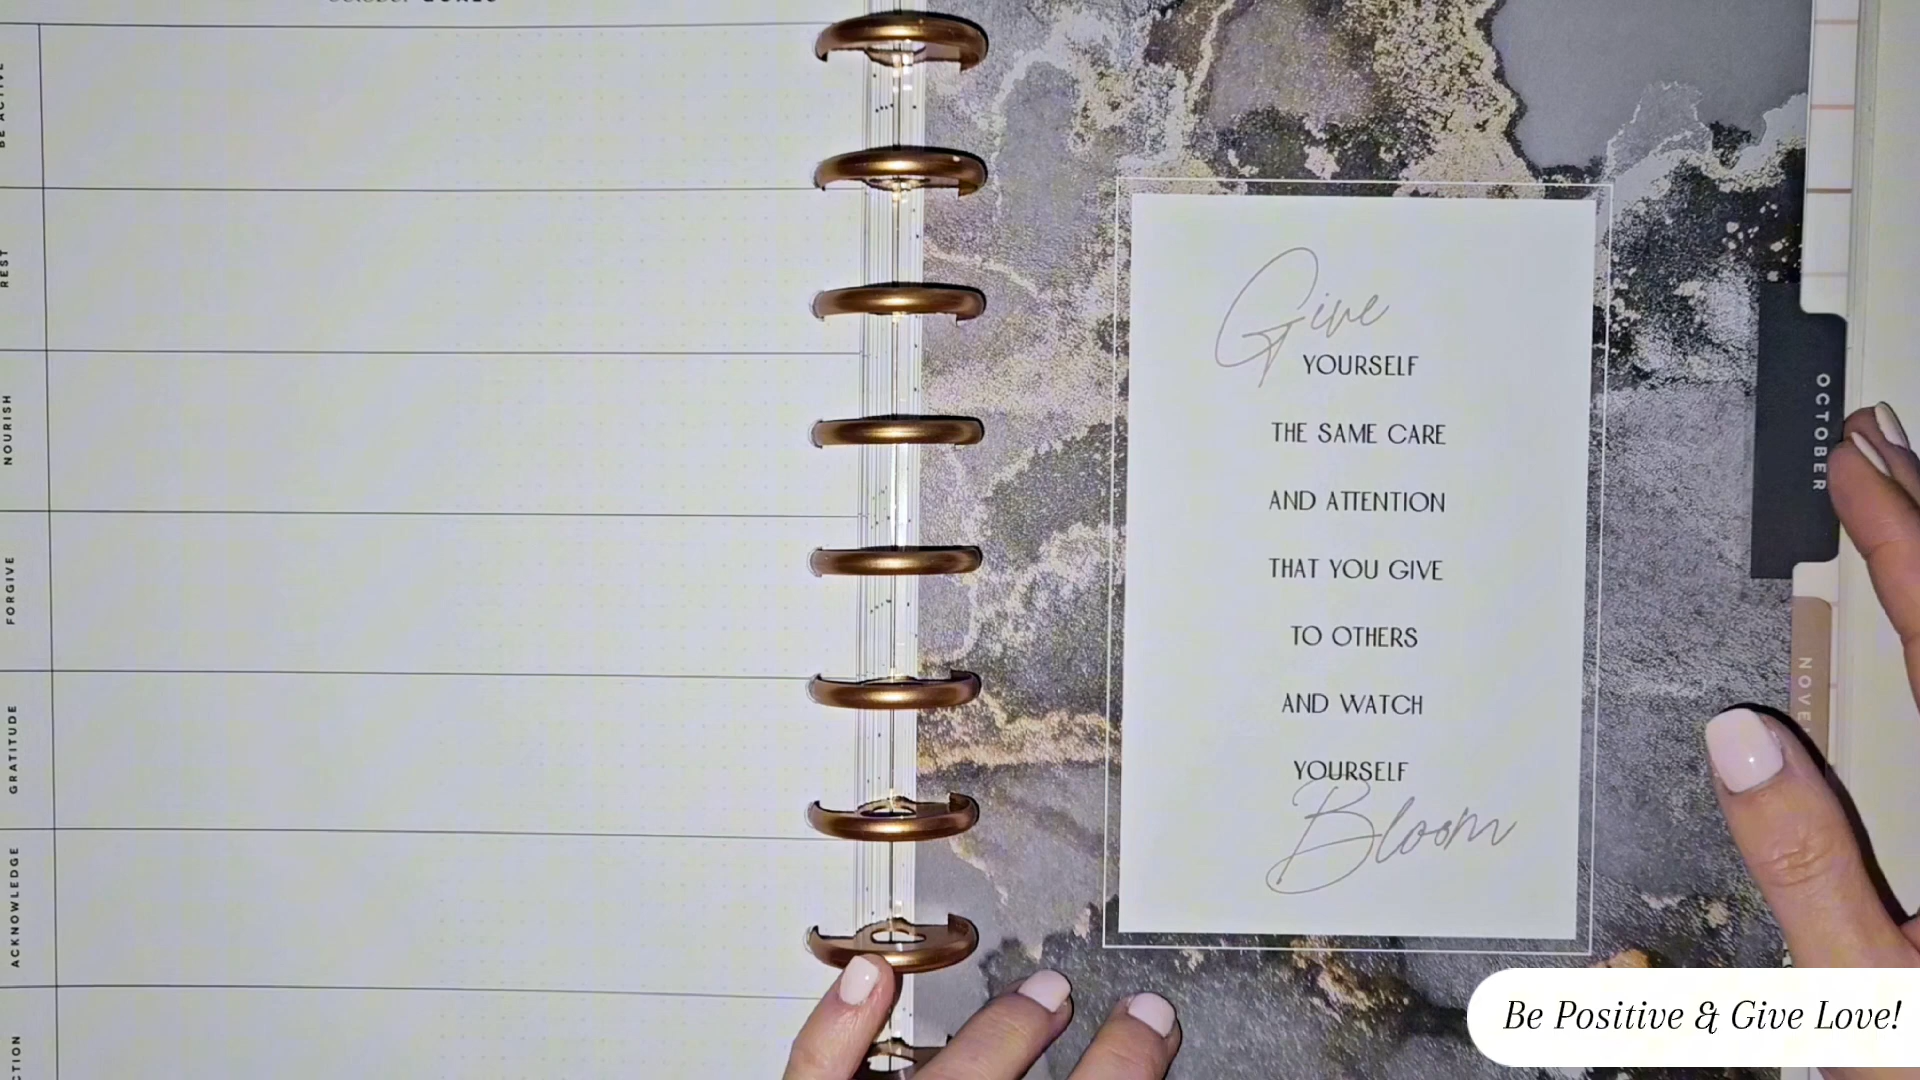 BE ACTIVE
REST
NOURISH
FORGIVE
GRATITUDE
ACKNOWLEDGE
Give
YOURSELF
THE SAME CARE
AND ATTENTION
THAT YOU GIVE
TO OTHERS
AND WATCH
YOURSELF
Bloom
OCTOBER
NOVE
Be Positive & Give Love!